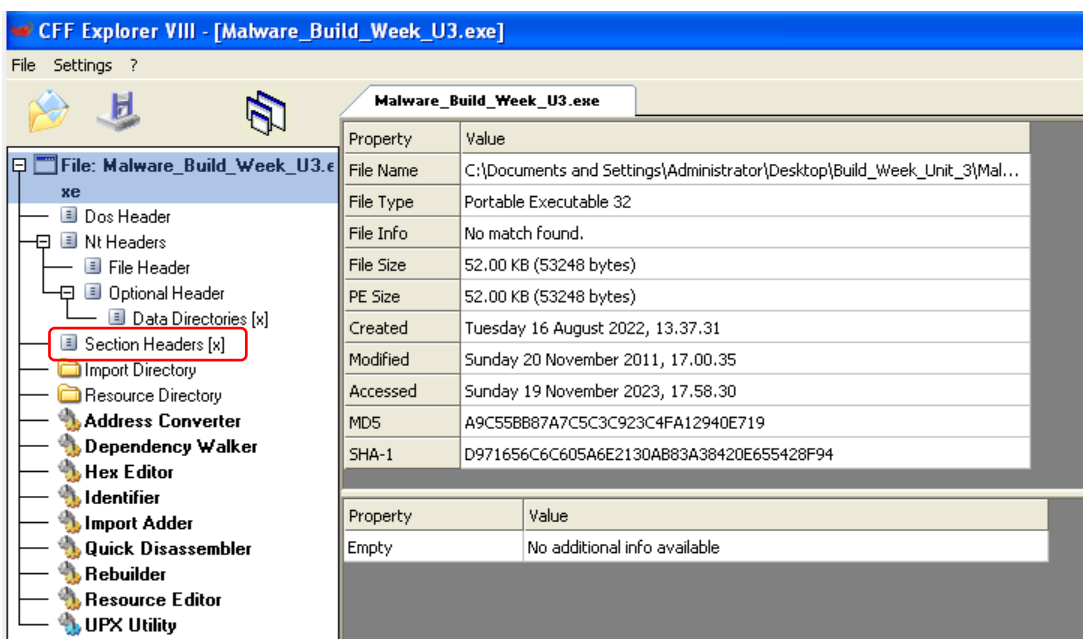 CFF Explorer VIII - [Malware_Build_Week_U3.exe]
File Settings ?
Malware_Build_Week_U3.exe
File: Malware_Build_Week_U3.e
xe
Dos Header
Nt Headers
File Header
Optional Header
Data Directories [x]
Section Headers [x]
Import Directory
Resource Directory
Address Converter
Dependency Walker
Hex Editor
Identifier
Import Adder
Quick Disassembler
Rebuilder
Resource Editor
UPX Utility
Property Value
File Name C:\Documents and Settings\Administrator\Desktop\Build_Week_Unit_3\Mal...
File Type Portable Executable 32
File Info No match found.
File Size 52.00 KB (53248 bytes)
PE Size 52.00 KB (53248 bytes)
Created Tuesday 16 August 2022, 13.37.31
Modified Sunday 20 November 2011, 17.00.35
Accessed Sunday 19 November 2023, 17.58.30
MD5 A9C55BB87A7C5C3C923C4FA12940E719
SHA-1 D971656C6C605A6E2130AB83A38420E655428F94
Property Value
Empty No additional info available